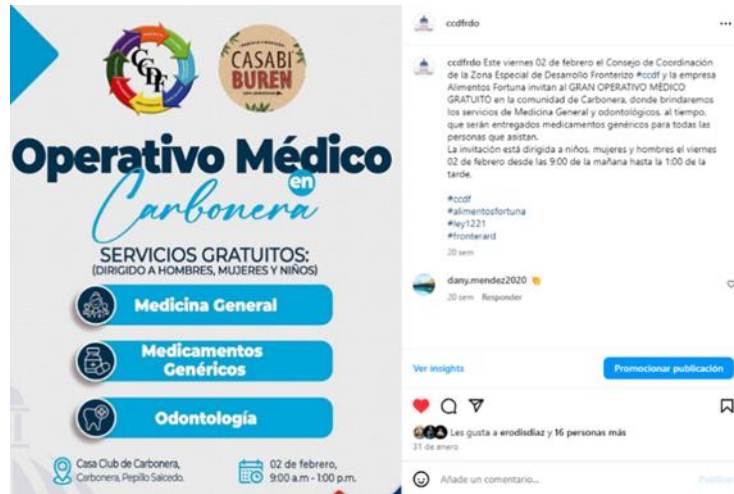 CCDF
CASABI
BUREN
Operativo Médico
en
Carbonera
SERVICIOS GRATUITOS:
(DIRIGIDO A HOMBRES, MUJERES Y NIÑOS)
Medicina General
Medicamentos
Genéricos
Odontología
Casa Club de Carbonera,
Carbonera, Pepillo Salcedo.
02 de febrero,
9:00 a.m - 1:00 p.m.
ccdfrdo
ccdfrdo Este viernes 02 de febrero el Consejo de Coordinación
de la Zona Especial de Desarrollo Fronterizo #ccdf y la empresa
Alimentos Fortuna invitan al GRAN OPERATIVO MÉDICO
GRATUITO en la comunidad de Carbonera, donde brindaremos
los servicios de Medicina General y odontológicos, al tiempo,
que serán entregados medicamentos genéricos para todas las
personas que asistan.
La invitación está dirigida a niños, mujeres y hombres el viernes
02 de febrero desde las 9:00 de la mañana hasta la 1:00 de la
tarde.
#ccdf
#alimentosfortuna
#ley1221
#fronterard
20 sem
dany.mendez2020
20 sem Responder
Ver insights
Promocionar publicación
Les gusta a erodisdiaz y 16 personas más
31 de enero
Añade un comentario...
Publicar